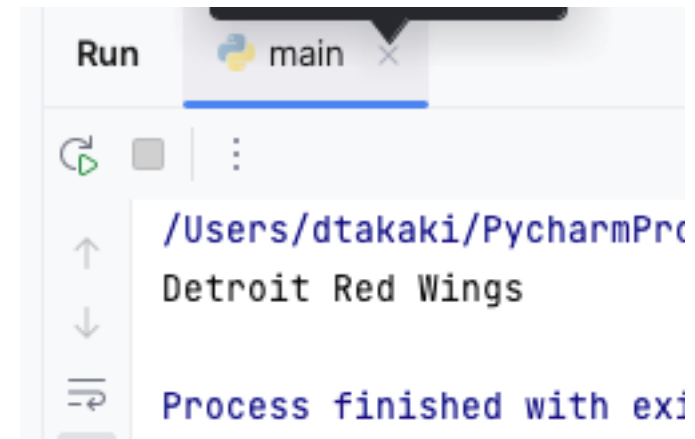 Run main
/Users/dtakaki/PycharmPro
Detroit Red Wings
Process finished with exi